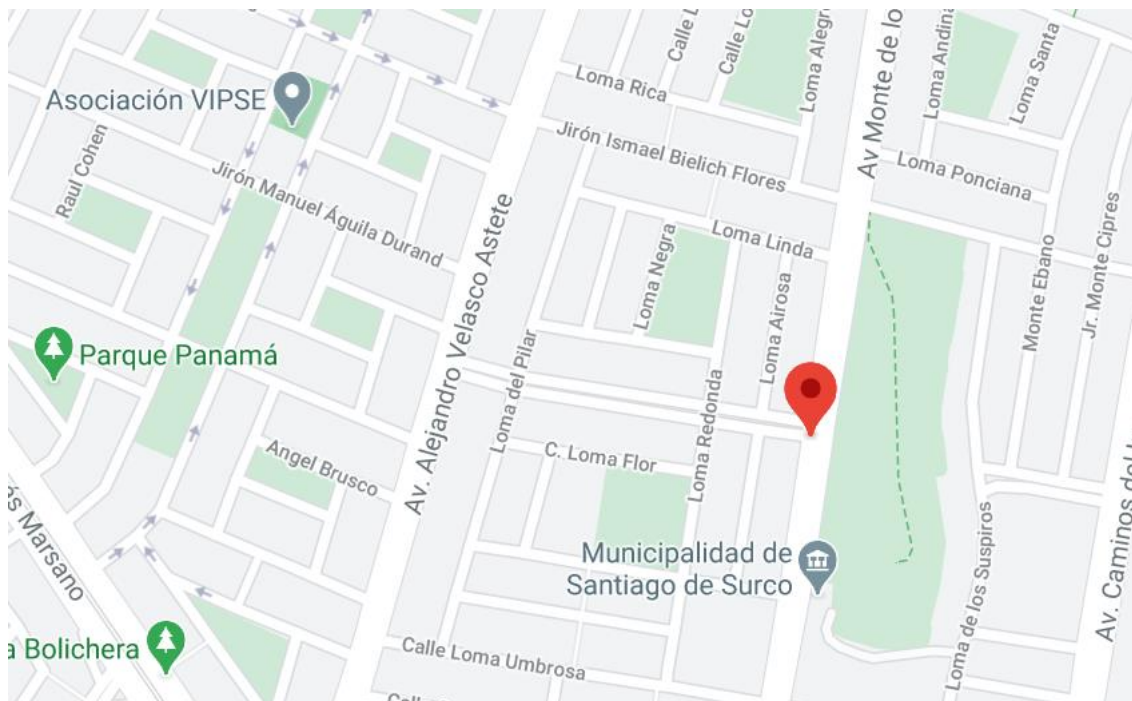 Asociación VIPSE
Raul Cohen
Jirón Manuel Águila Durand
Parque Panamá
Angel Brusco
Marsano
Bolichera
Av. Alejandro Velasco Astete
Loma del Pilar
C. Loma Flor
Calle Loma Umbrosa
Loma Rica
Jirón Ismael Bielich Flores
Loma Linda
Loma Negra
Loma Airosa
Loma Redonda
Calle
Calle
Loma Alegre
Av Monte de los
Loma Andina
Loma Santa
Loma Ponciana
Monte Ebano
Jr. Monte Cipres
Municipalidad de
Santiago de Surco
Loma de los Suspiros
Av. Caminos del